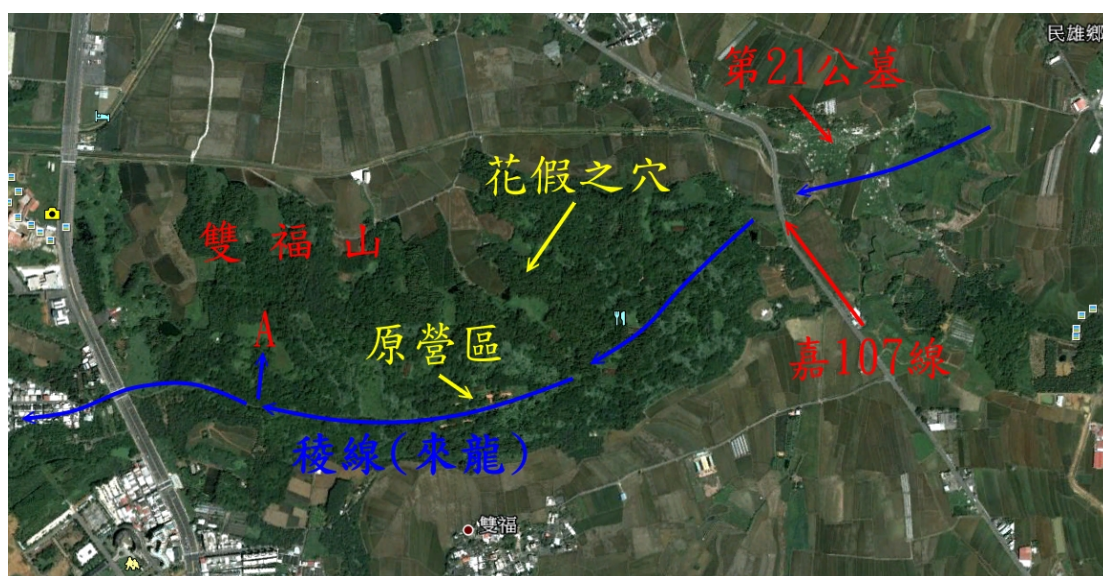 民雄鄉
第21公墓
花假之穴
雙福山
A
原營區
嘉107線
稜線(來龍)
雙福